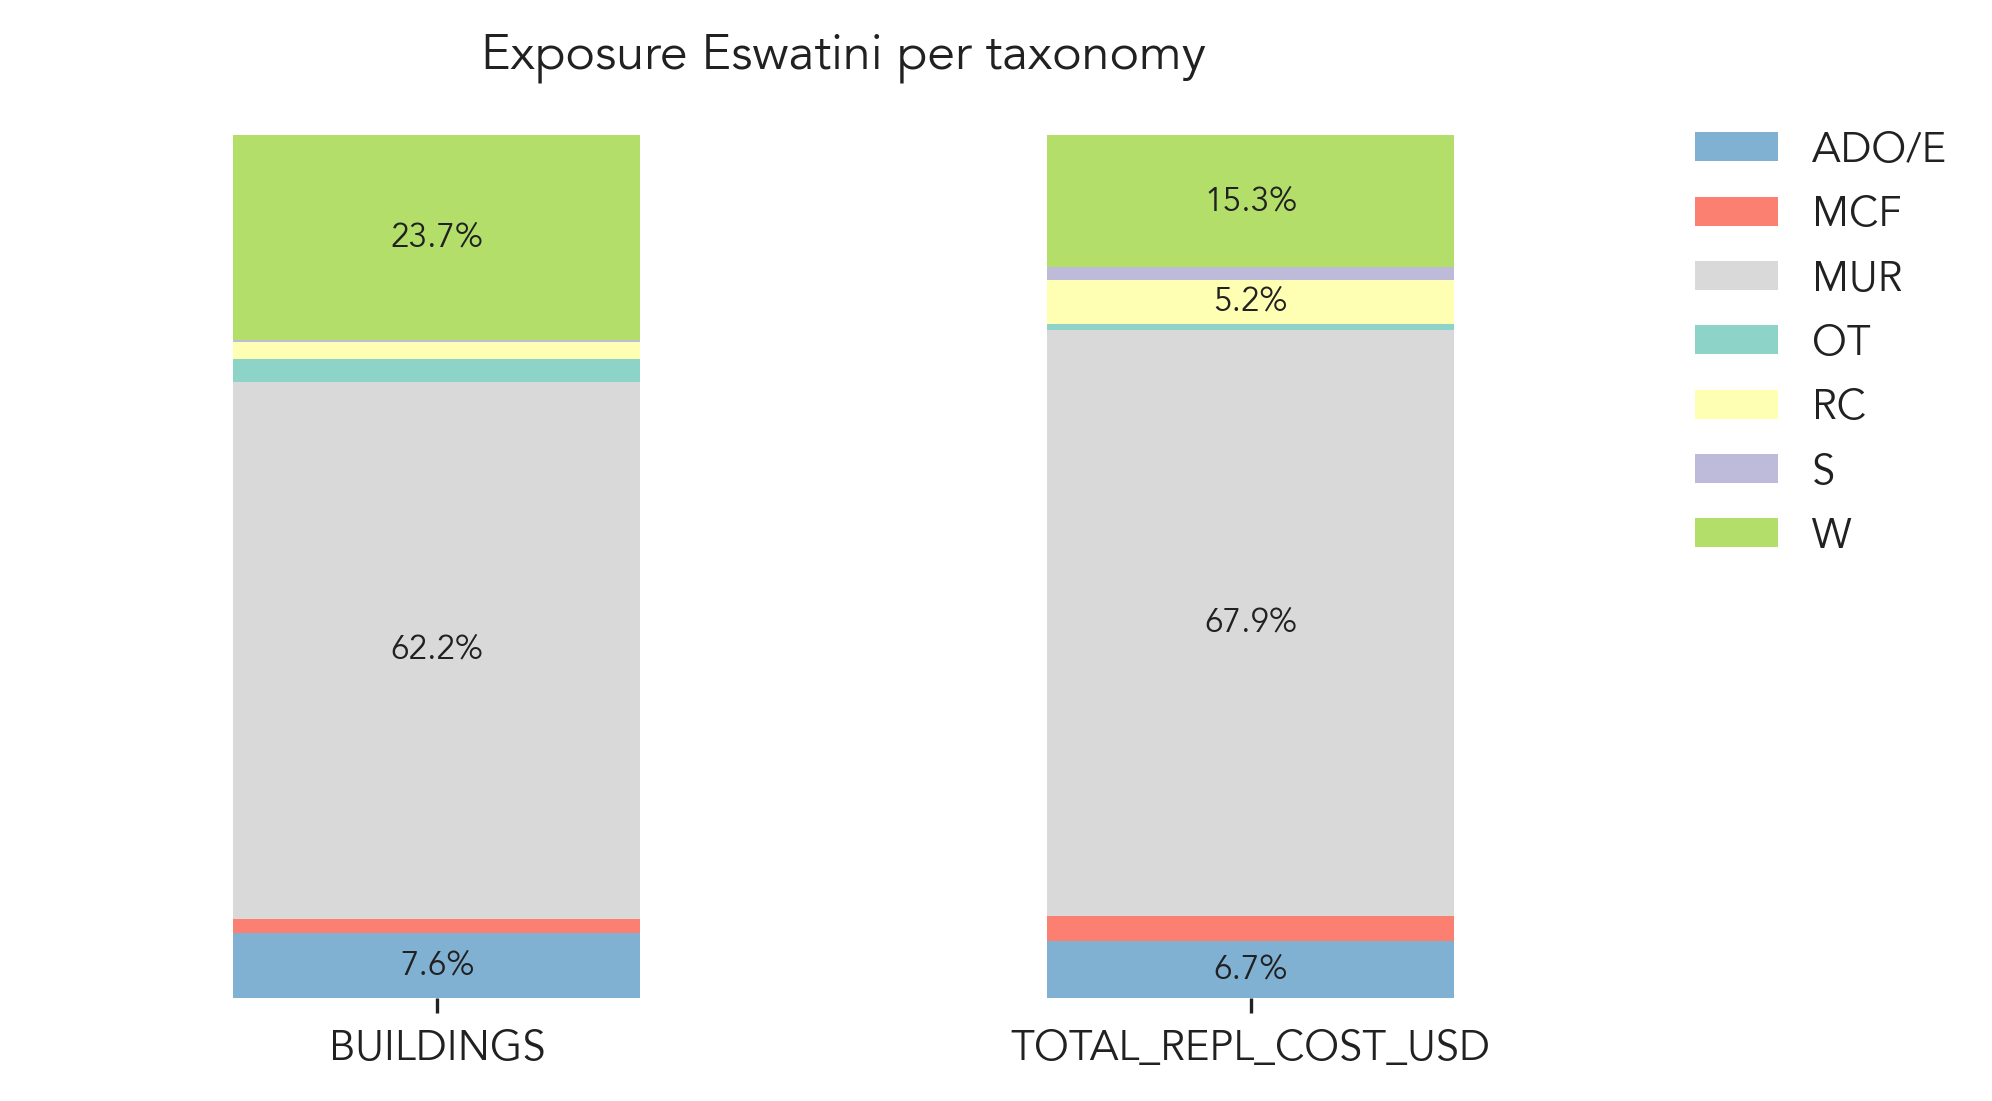 Exposure Eswatini per taxonomy
23.7%
62.2%
7.6%
BUILDINGS
15.3%
5.2%
67.9%
6.7%
TOTAL_REPL_COST_USD
ADO/E
MCF
MUR
OT
RC
S
W